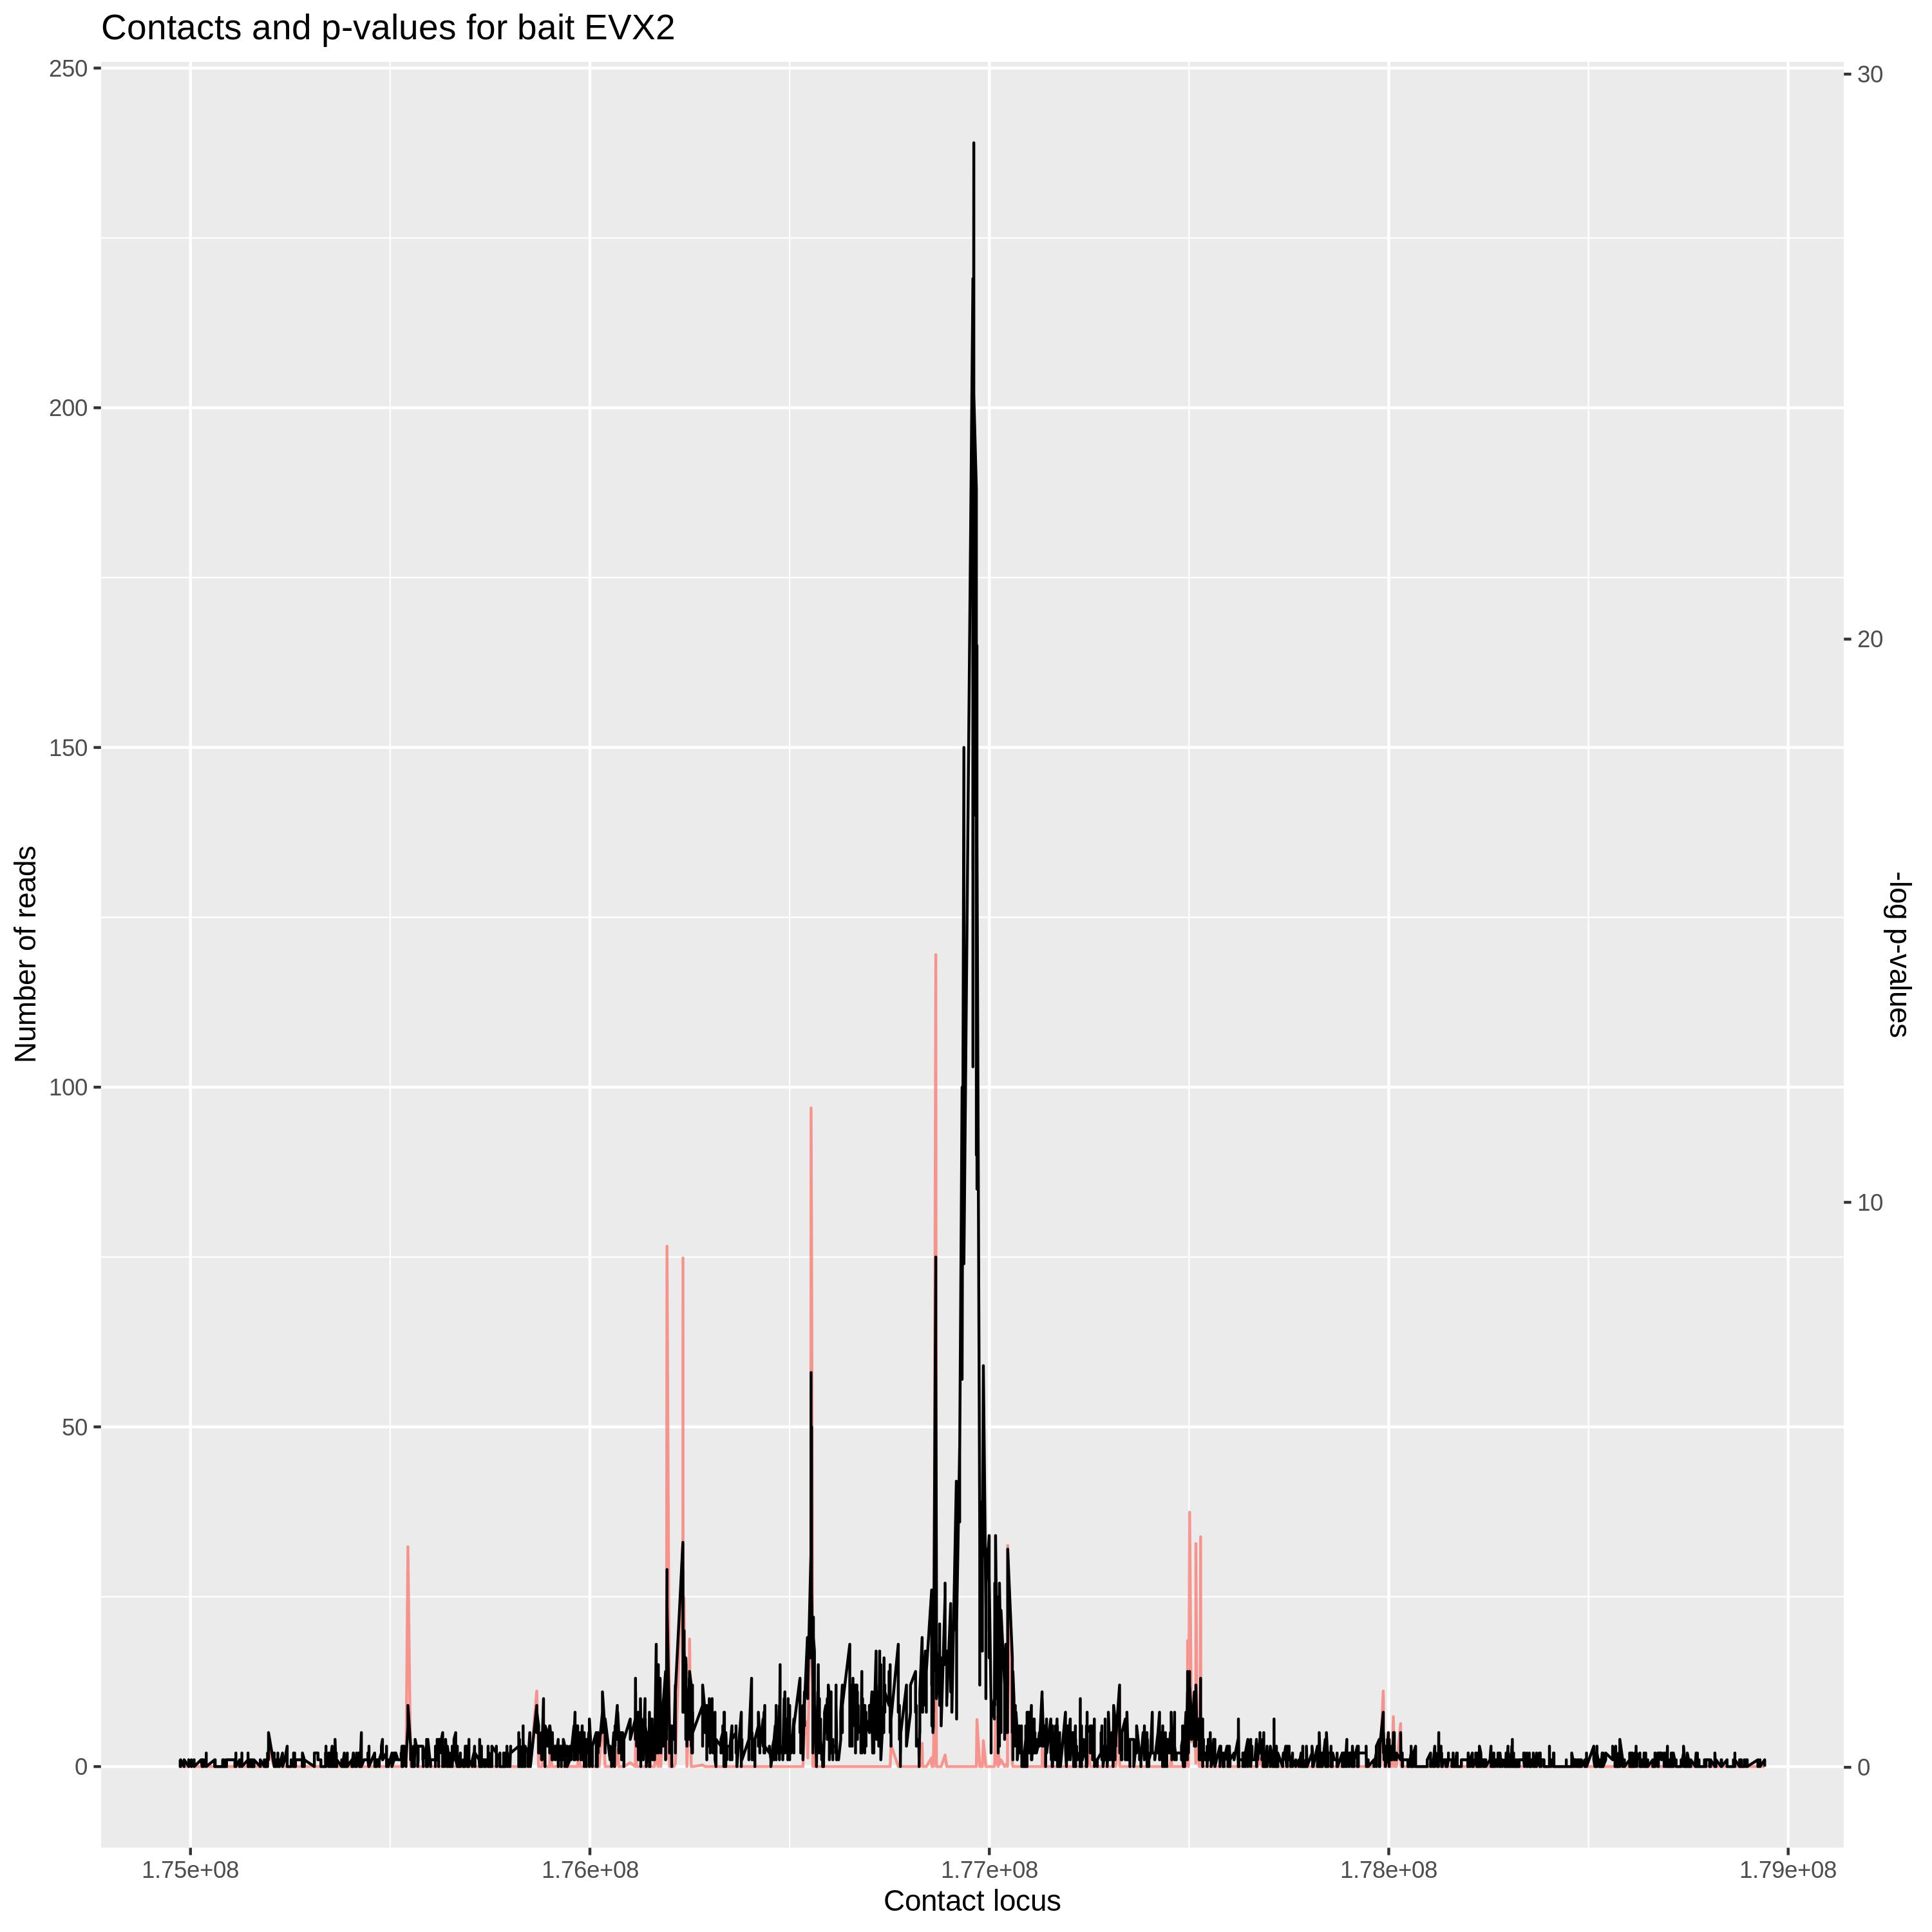 Contacts and p-values for bait EVX2
250
200
150
100
50
0
Number of reads
30
20
10
0
-log p-values
1.75e+08
1.76e+08
1.77e+08
1.78e+08
1.79e+08
Contact locus